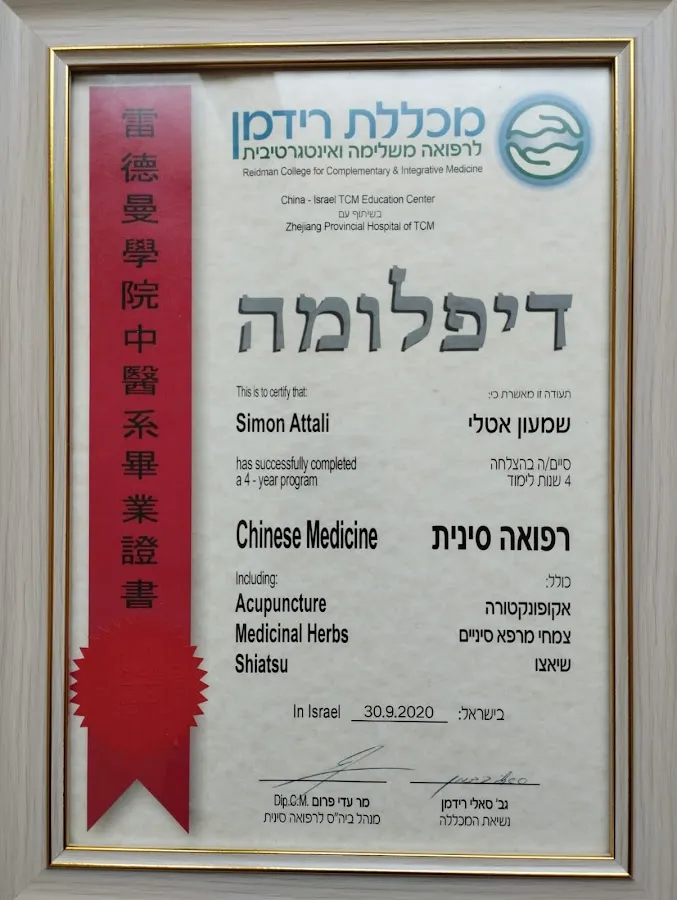 雷德曼學院中醫系畢業證書
מכללת רידמן
לרפואה משלימה ואינטגרטיבית
Reidman College for Complementary & Integrative Medicine
China - Israel TCM Education Center
בשיתוף עם
Zhejiang Provincial Hospital of TCM
דיפלומה
This is to certify that:
תעודה זו מאשרת כי:
Simon Attali
שמעון אטלי
has successfully completed
סיים/ה בהצלחה
a 4 - year program
4 שנות לימוד
Chinese Medicine
רפואה סינית
Including:
כולל:
Acupuncture
אקופונקטורה
Medicinal Herbs
צמחי מרפא סיניים
Shiatsu
שיאצו
In Israel 30.9.2020 בישראל:
מר עדי פרום Dip.C.M.
מנהל ביה"ס לרפואה סינית
גב' סאלי רידמן
נשיאת המכללה